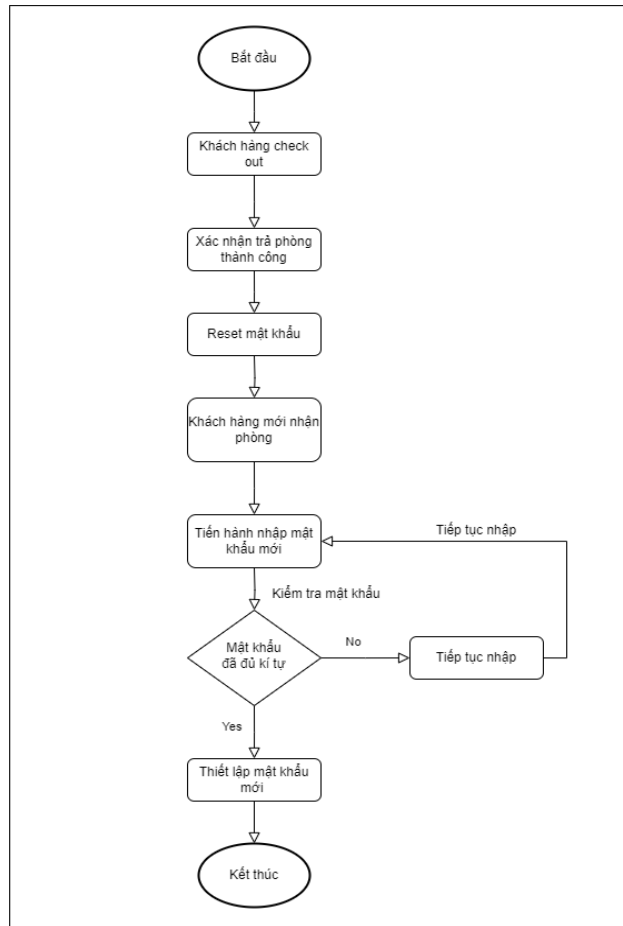 Bắt đầu
Khách hàng check
out
Xác nhận trả phòng
thành công
Reset mật khẩu
Khách hàng mới nhận
phòng
Tiến hành nhập mật
khẩu mới
Tiếp tục nhập
Kiểm tra mật khẩu
Mật khẩu
đã đủ kí tự
No
Tiếp tục nhập
Yes
Thiết lập mật khẩu
mới
Kết thúc